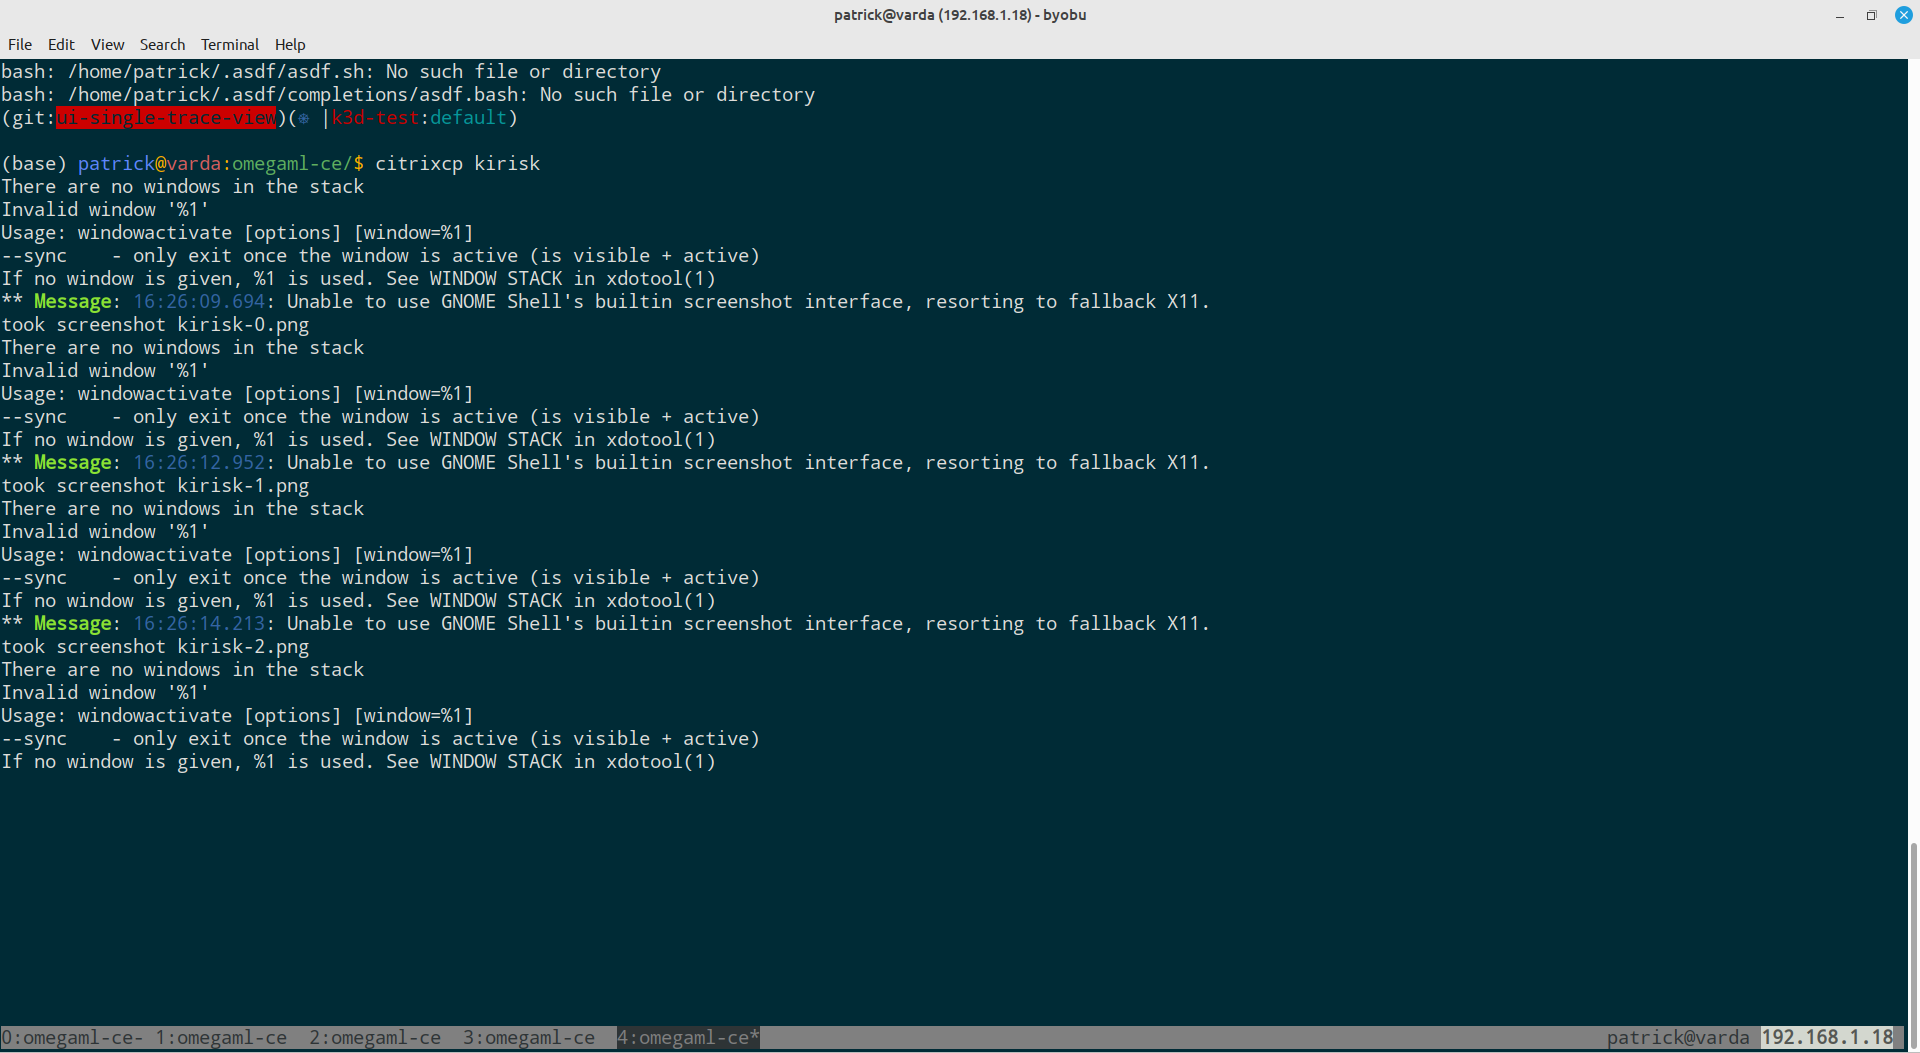 patrick@varda (192.168.1.18) - byobu
File Edit View Search Terminal Help
bash: /home/patrick/.asdf/asdf.sh: No such file or directory
bash: /home/patrick/.asdf/completions/asdf.bash: No such file or directory
(git:ui-single-trace-view)(⎈ |k3d-test:default)
(base) patrick@varda:omegaml-ce/$ citrixcp kirisk
There are no windows in the stack
Invalid window '%1'
Usage: windowactivate [options] [window=%1]
--sync    - only exit once the window is active (is visible + active)
If no window is given, %1 is used. See WINDOW STACK in xdotool(1)
** Message: 16:26:09.694: Unable to use GNOME Shell's builtin screenshot interface, resorting to fallback X11.
took screenshot kirisk-0.png
There are no windows in the stack
Invalid window '%1'
Usage: windowactivate [options] [window=%1]
--sync    - only exit once the window is active (is visible + active)
If no window is given, %1 is used. See WINDOW STACK in xdotool(1)
** Message: 16:26:12.952: Unable to use GNOME Shell's builtin screenshot interface, resorting to fallback X11.
took screenshot kirisk-1.png
There are no windows in the stack
Invalid window '%1'
Usage: windowactivate [options] [window=%1]
--sync    - only exit once the window is active (is visible + active)
If no window is given, %1 is used. See WINDOW STACK in xdotool(1)
** Message: 16:26:14.213: Unable to use GNOME Shell's builtin screenshot interface, resorting to fallback X11.
took screenshot kirisk-2.png
There are no windows in the stack
Invalid window '%1'
Usage: windowactivate [options] [window=%1]
--sync    - only exit once the window is active (is visible + active)
If no window is given, %1 is used. See WINDOW STACK in xdotool(1)
0:omegaml-ce- 1:omegaml-ce  2:omegaml-ce  3:omegaml-ce  4:omegaml-ce* patrick@varda 192.168.1.18